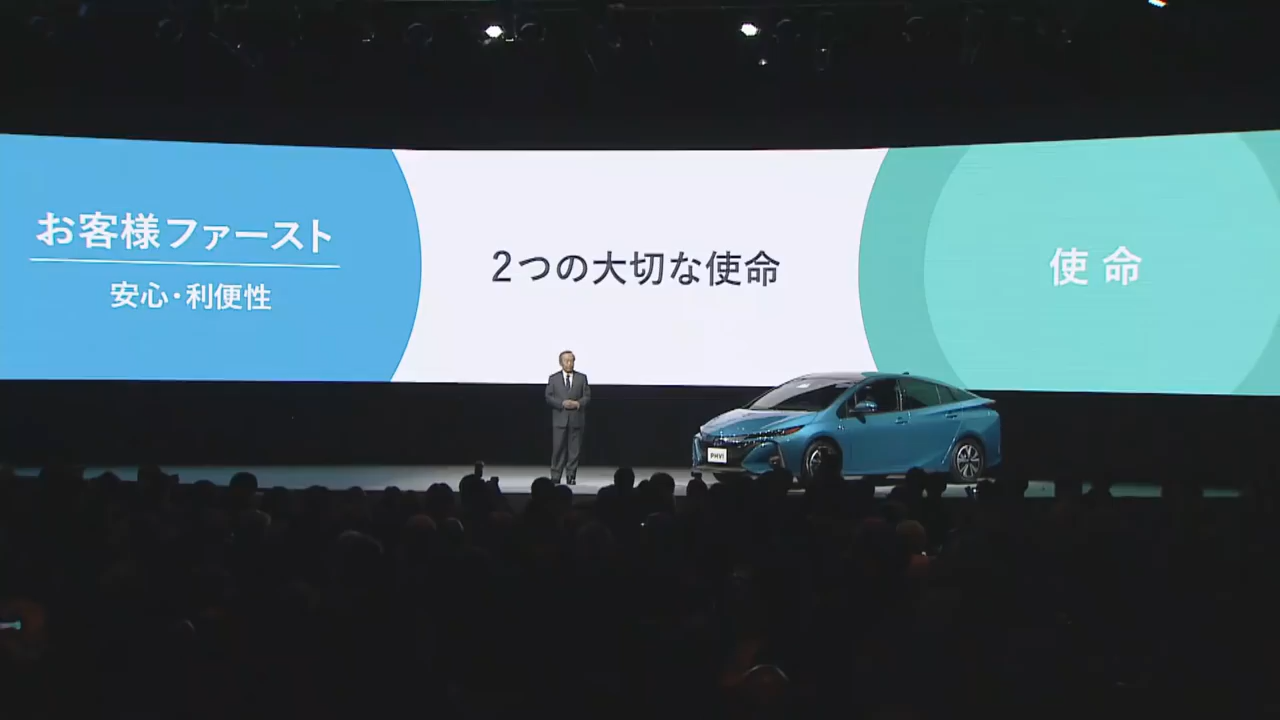 お客様ファースト
安心・利便性
2つの大切な使命
使命
PHV!